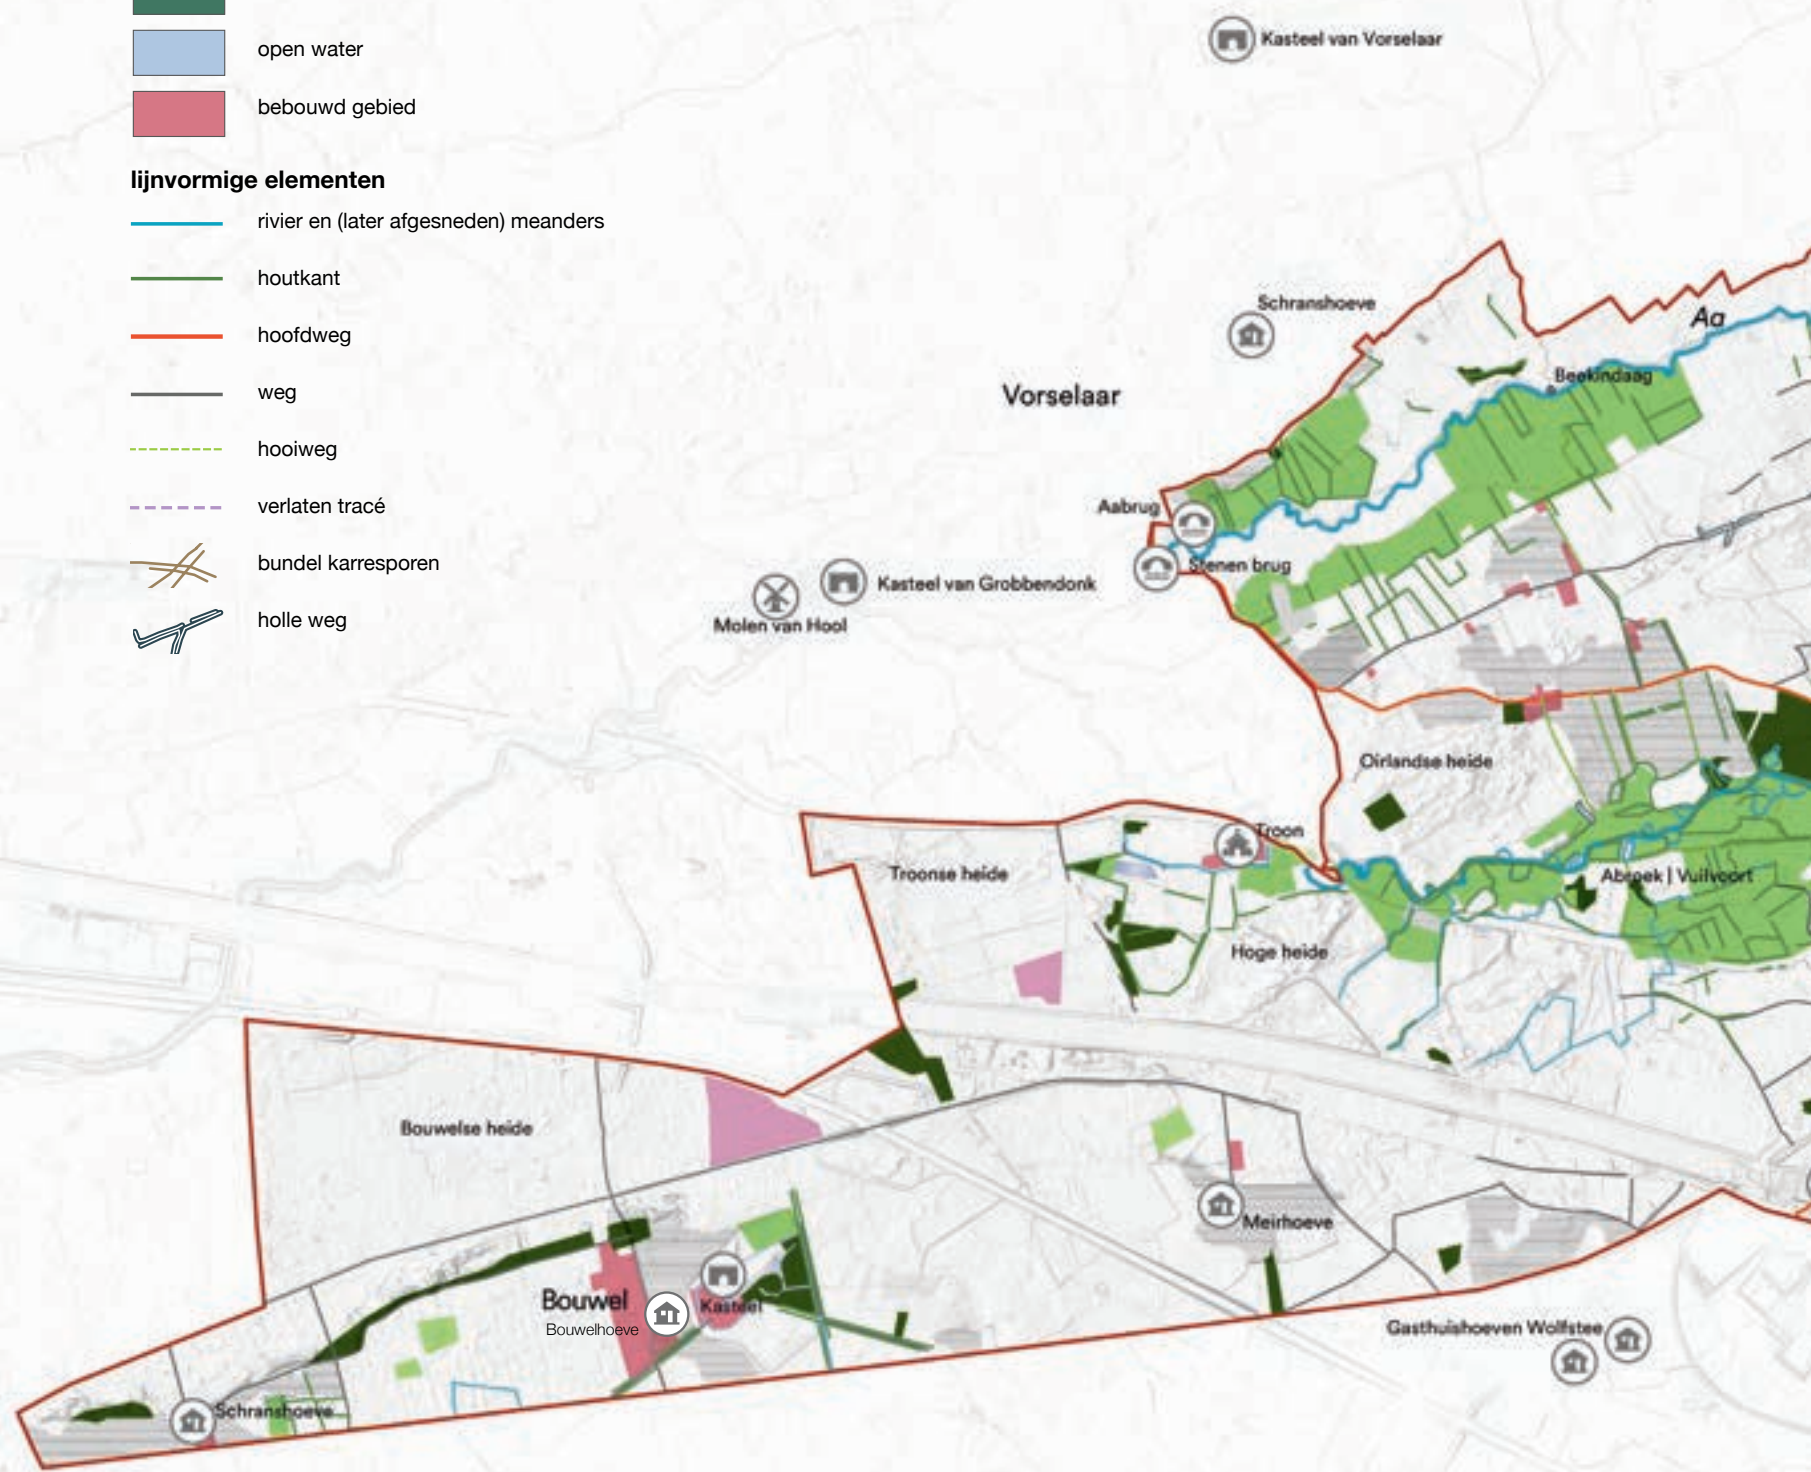 open water
bebouwd gebied
lijnvormige elementen
rivier en (later afgesneden) meanders
houtkant
hoofdweg
weg
hooiweg
verlaten tracé
bundel karresporen
holle weg
Kasteel van Vorselaar
Schranshoeve
Aa
Beekindaag
Vorselaar
Aabrug
Stenen brug
Kasteel van Grobbendonk
Molen van Hool
Oirlandse heide
Troon
Troonse heide
Abroek | Vuilvoort
Hoge heide
Bouwelse heide
Meirhoeve
Bouwel
Kasteel
Bouwelhoeve
Gasthuishoeven Wolfstee
Schranshoeve